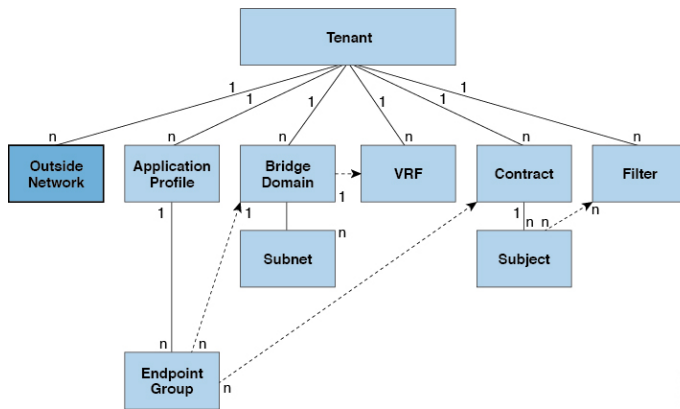 Tenant
1
1
1
1
1
1
n
n
n
n
n
n
Outside
Network
Application
Profile
Bridge
Domain
VRF
Contract
Filter
1
1
1
1
n
n
n
n
Subnet
Subject
n
n
Endpoint
Group
n